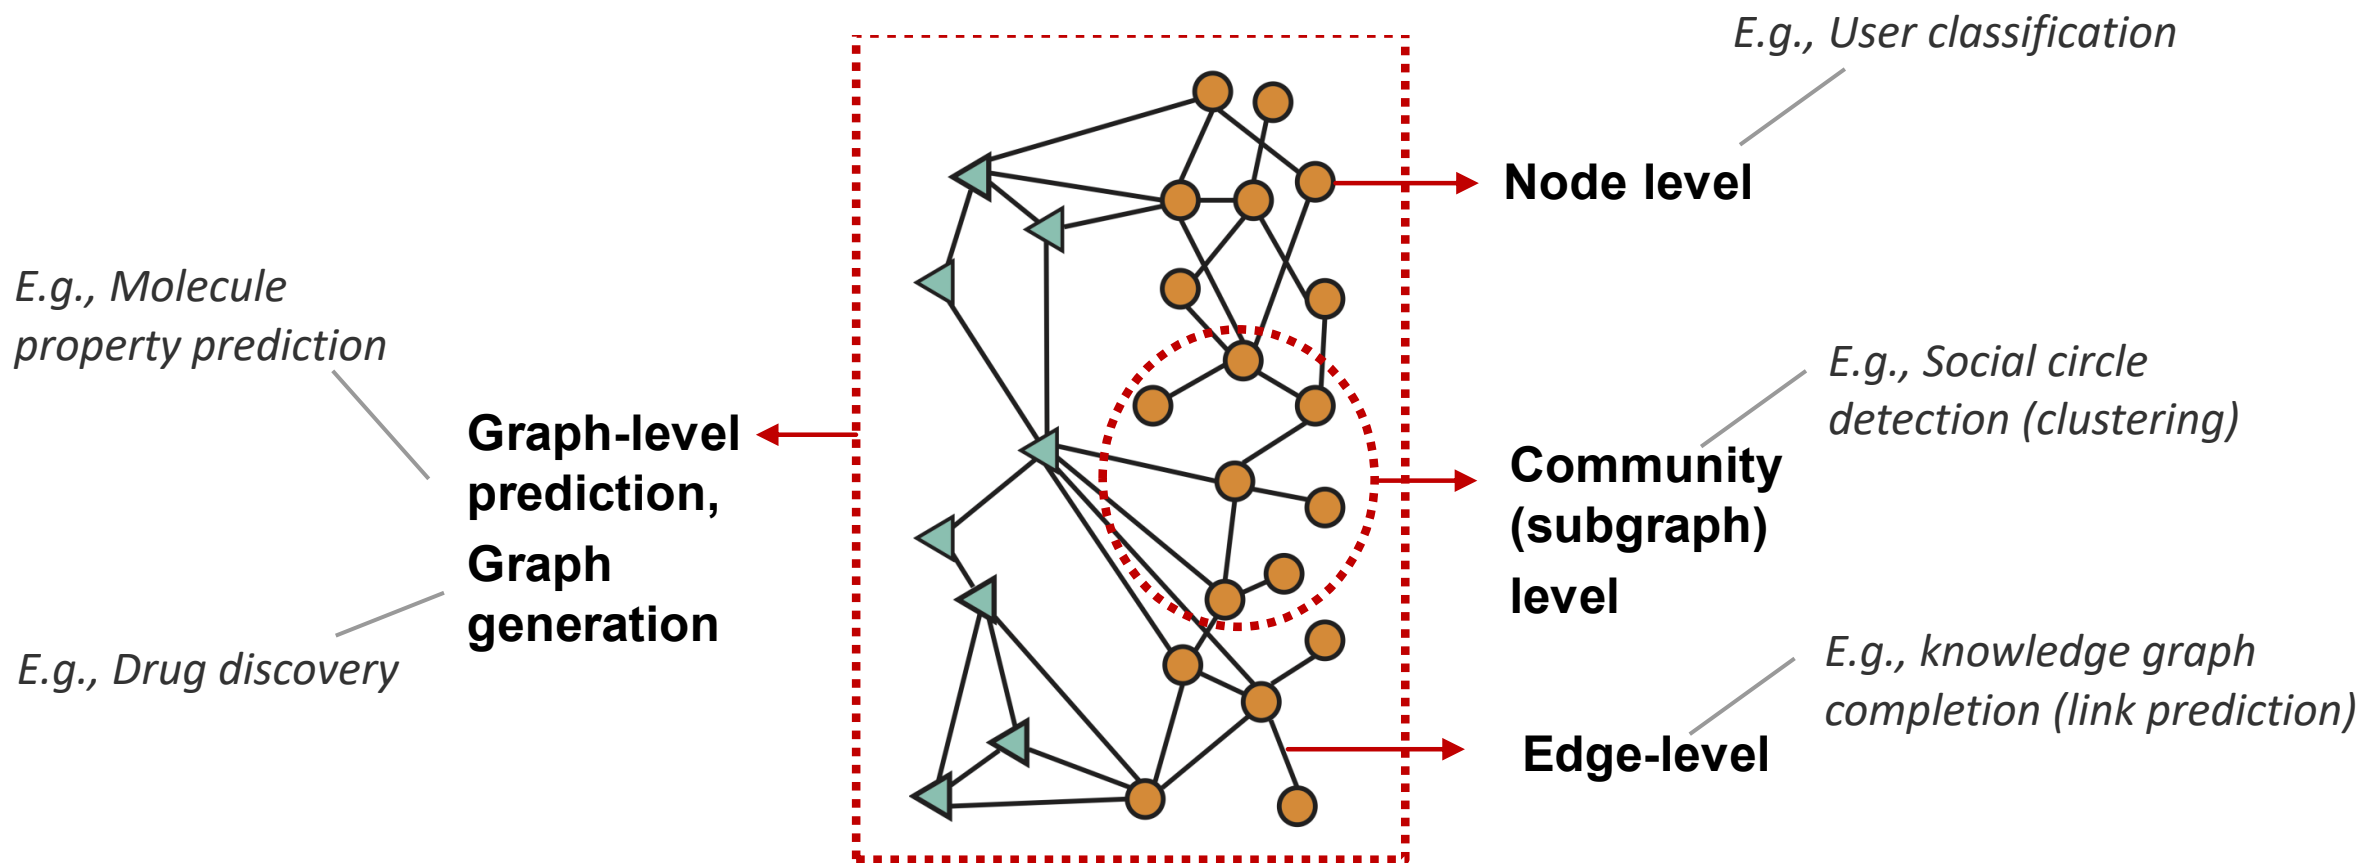 E.g., User classification
Node level
E.g., Molecule
property prediction
Graph-level
prediction,
Graph
generation
E.g., Drug discovery
E.g., Social circle
detection (clustering)
Community
(subgraph)
level
E.g., knowledge graph
completion (link prediction)
Edge-level